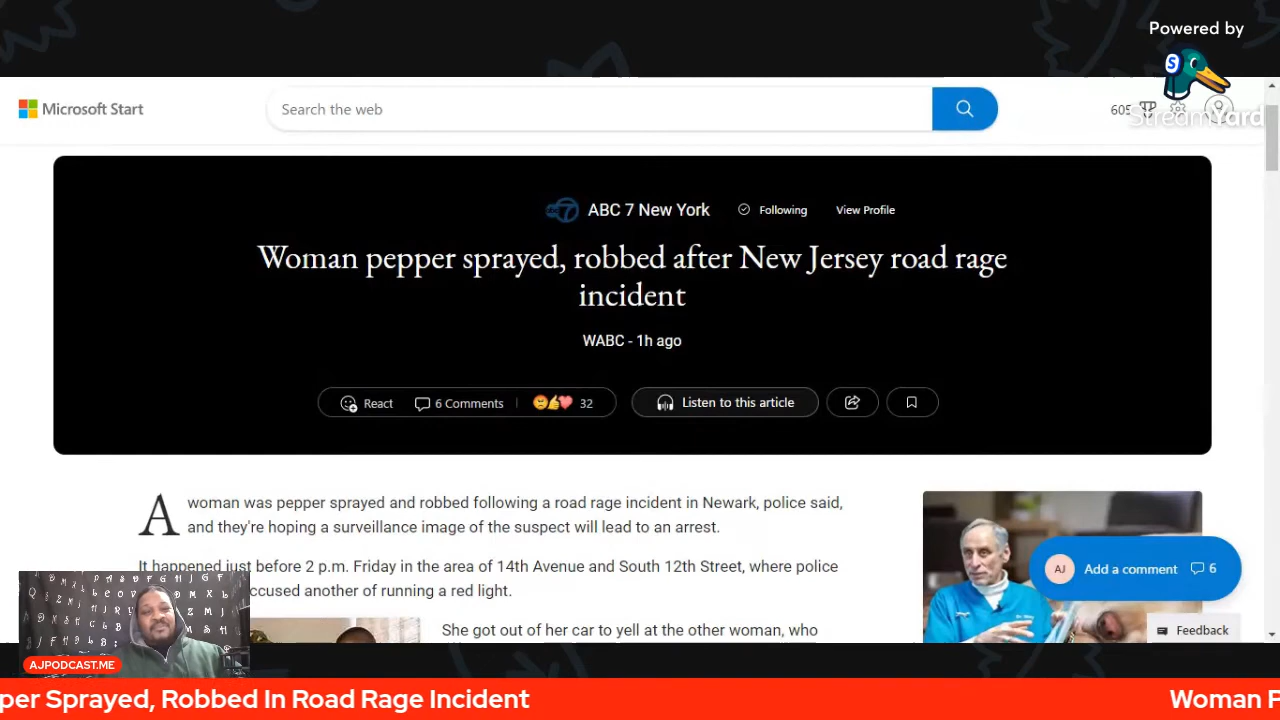 Powered by
StreamYard
Microsoft Start
Search the web
605
ABC 7 New York
Following
View Profile
Woman pepper sprayed, robbed after New Jersey road rage
incident
WABC - 1h ago
React
6 Comments
32
Listen to this article
A woman was pepper sprayed and robbed following a road rage incident in Newark, police said,
and they're hoping a surveillance image of the suspect will lead to an arrest.
It happened just before 2 p.m. Friday in the area of 14th Avenue and South 12th Street, where police
ccused another of running a red light.
She got out of her car to yell at the other woman, who
AJ
Add a comment
6
Feedback
AJPODCAST.ME
per Sprayed, Robbed In Road Rage Incident
Woman P